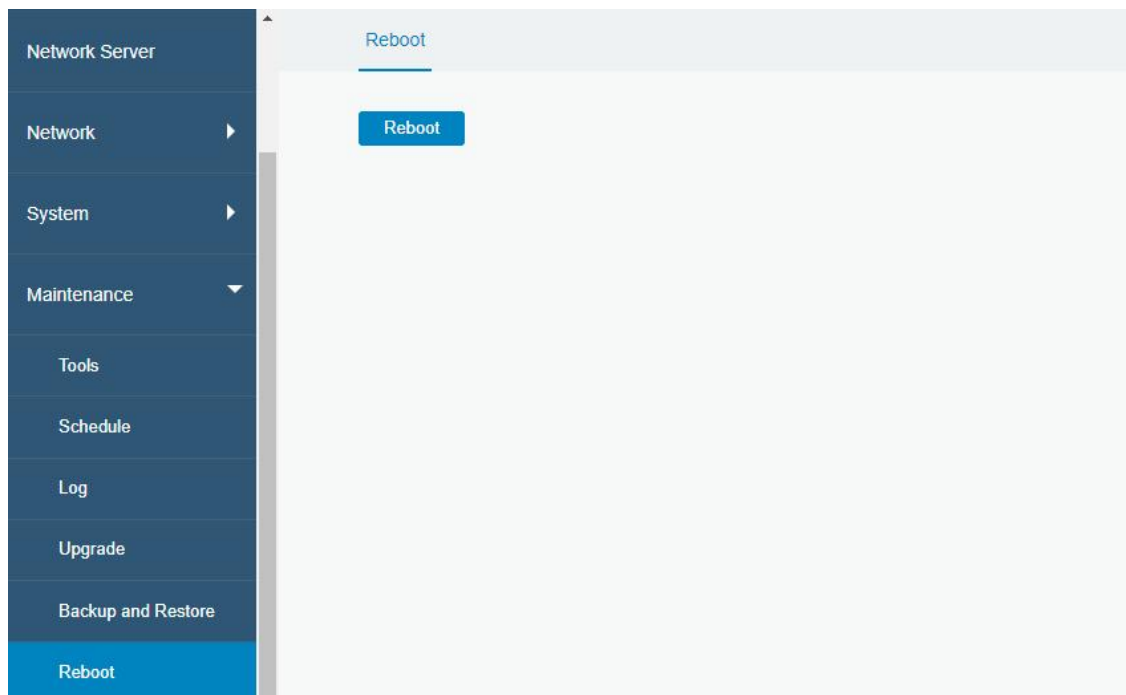 Network Server
Network
System
Maintenance
Tools
Schedule
Log
Upgrade
Backup and Restore
Reboot
Reboot
Reboot